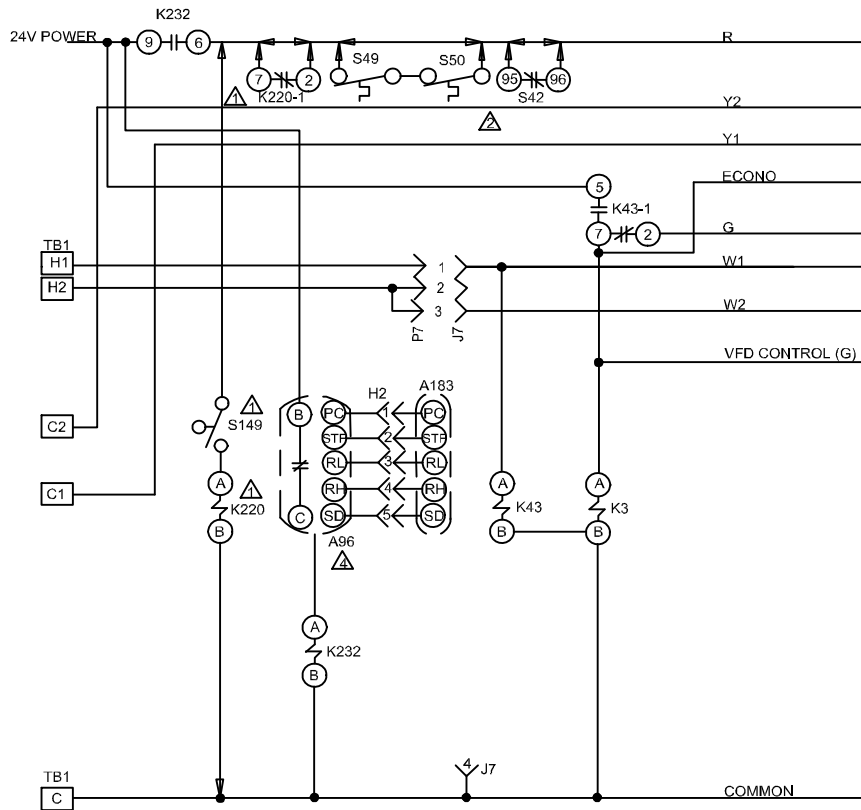 K232
24V POWER
9
6
R
S49
S50
7
2
95
96
K220-1
S42
1
2
Y2
Y1
5
ECONO
K43-1
7
2
G
TB1
H1
1
W1
H2
2
3
W2
P7
J7
VFD CONTROL (G)
H2
A183
C2
1
S149
B
PC
1
PC
STF
2
STF
RL
3
RL
C1
A
1
RH
4
RH
A
A
K220
K43
K3
B
C
SD
5
SD
B
B
A96
4
A
K232
B
4
J7
TB1
C
COMMON